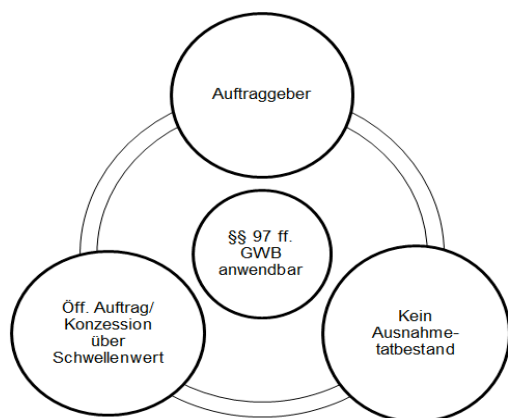 Auftraggeber
§§ 97 ff.
GWB
anwendbar
Öff. Auftrag/
Konzession
über
Schwellenwert
Kein
Ausnahme-
tatbestand